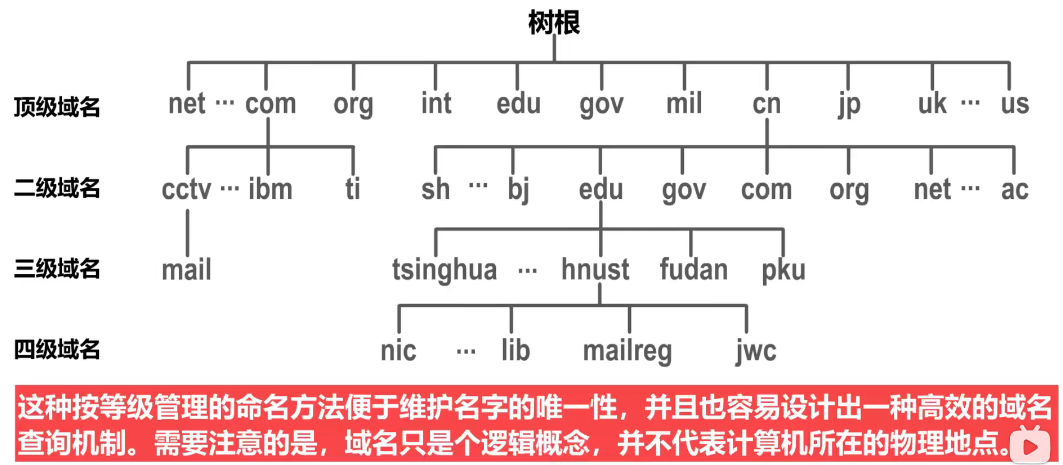 树根
顶级域名 net ··· com org int edu gov mil cn jp uk ··· us
二级域名 cctv ··· ibm ti sh ··· bj edu gov com org net ··· ac
三级域名 mail tsinghua ··· hnust fudan pku
四级域名 nic ··· lib mailreg jwc
这种按等级管理的命名方法便于维护名字的唯一性，并且也容易设计出一种高效的域名
查询机制。需要注意的是，域名只是个逻辑概念，并不代表计算机所在的物理地点。